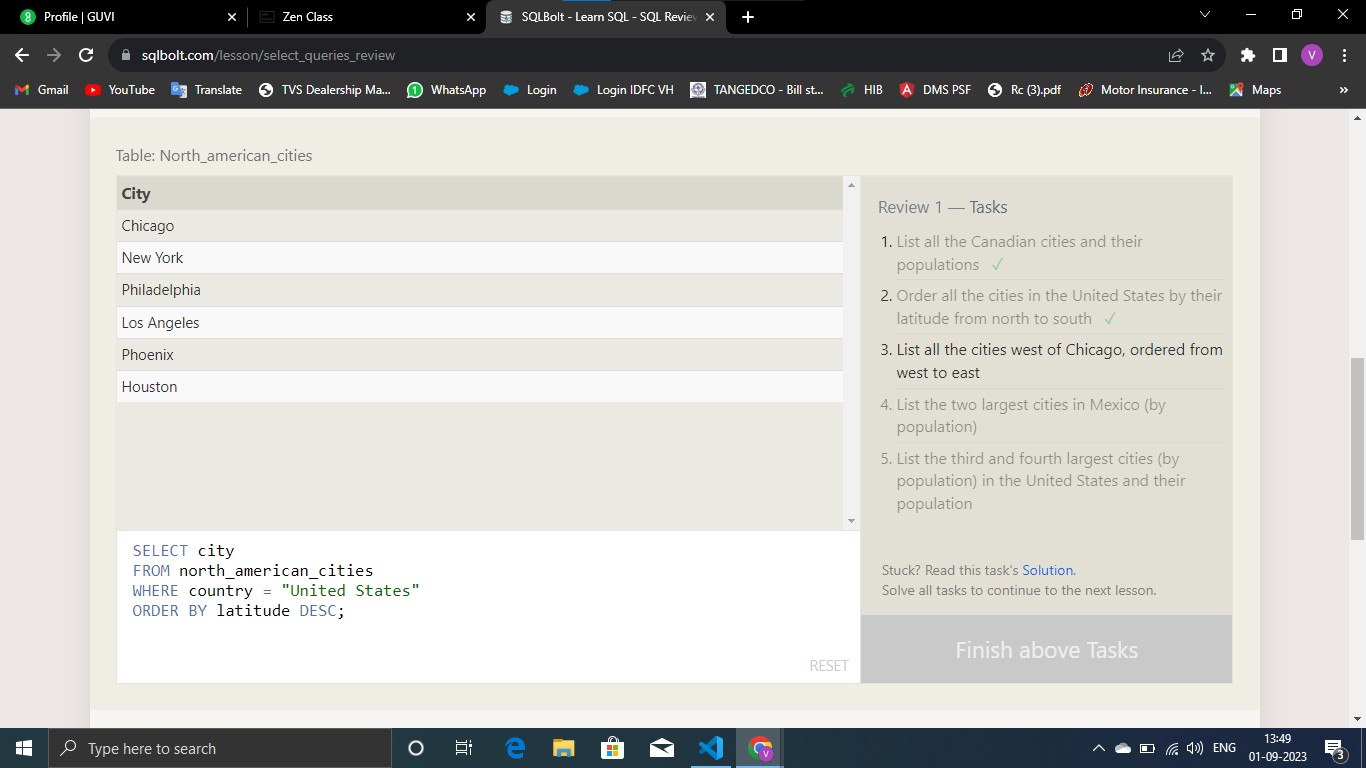 Profile | GUVI
Zen Class
SQLBolt - Learn SQL - SQL Review
sqlbolt.com/lesson/select_queries_review
V
Gmail
YouTube
Translate
TVS Dealership Ma...
WhatsApp
Login
Login IDFC VH
TANGEDCO - Bill st...
HIB
DMS PSF
Rc (3).pdf
Motor Insurance - I...
Maps
»
Table: North_american_cities
City
Chicago
New York
Philadelphia
Los Angeles
Phoenix
Houston
SELECT city
FROM north_american_cities
WHERE country = "United States"
ORDER BY latitude DESC;
RESET
Review 1 — Tasks
1. List all the Canadian cities and their
populations ✓
2. Order all the cities in the United States by their
latitude from north to south ✓
3. List all the cities west of Chicago, ordered from
west to east
4. List the two largest cities in Mexico (by
population)
5. List the third and fourth largest cities (by
population) in the United States and their
population
Stuck? Read this task's Solution.
Solve all tasks to continue to the next lesson.
Finish above Tasks
Type here to search
V
ENG
13:49
01-09-2023
3